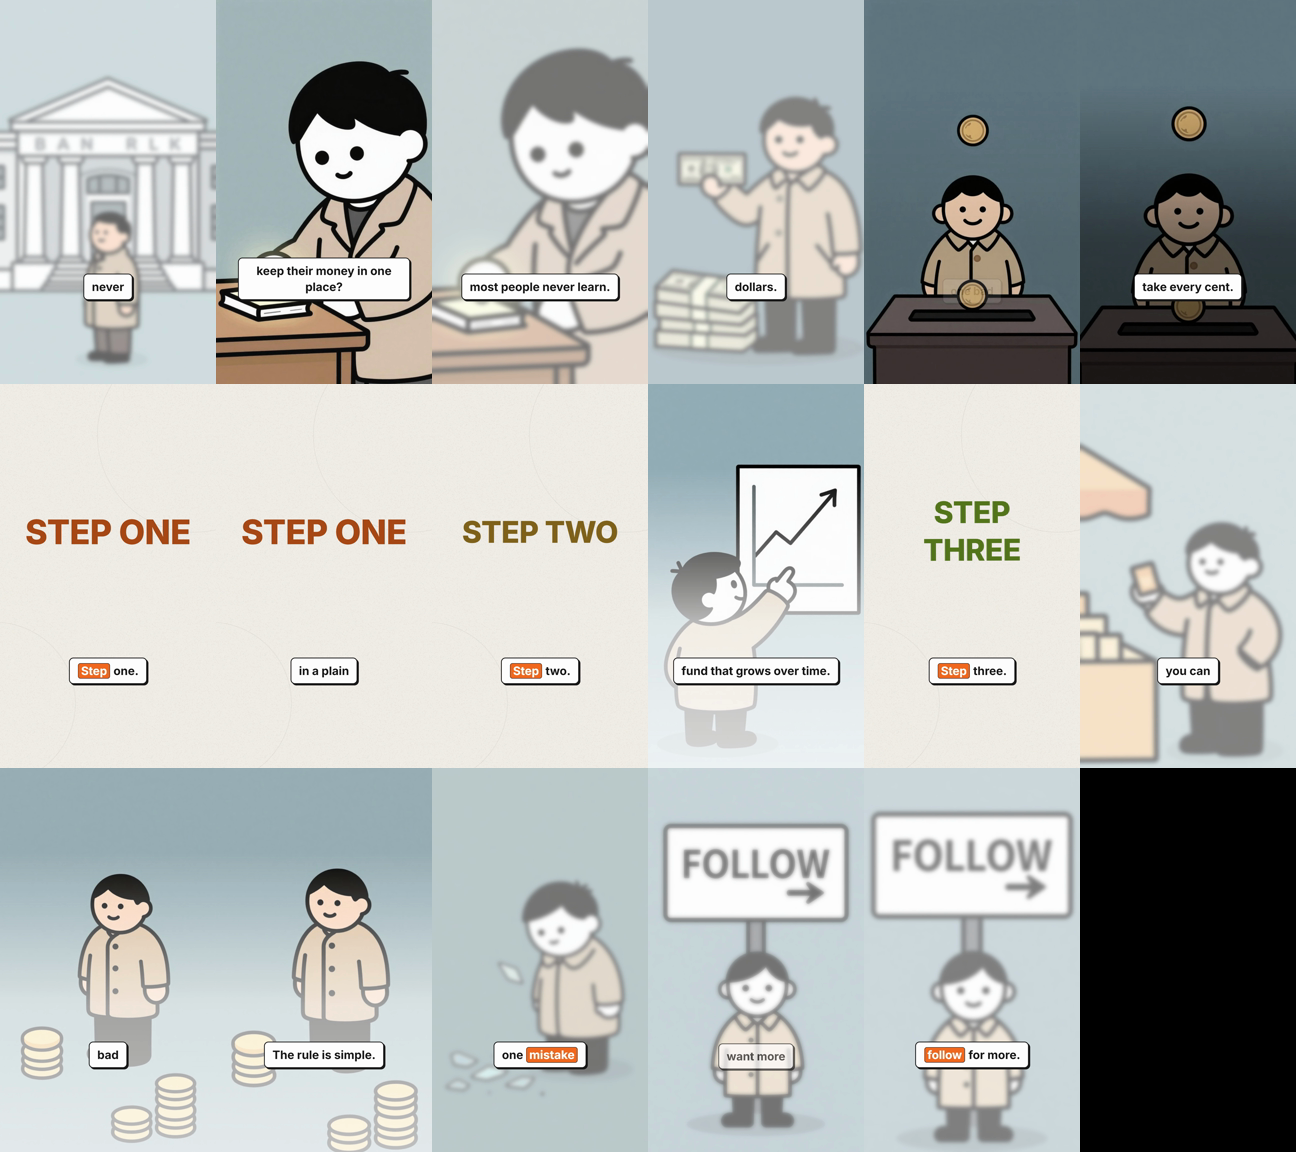 BAN RLK
never
keep their money in one
place?
most people never learn.
dollars.
take every cent.
STEP ONE
Step one.
STEP ONE
in a plain
STEP TWO
Step two.
fund that grows over time.
STEP
THREE
Step three.
you can
bad
The rule is simple.
one mistake
FOLLOW
want more
FOLLOW
follow for more.